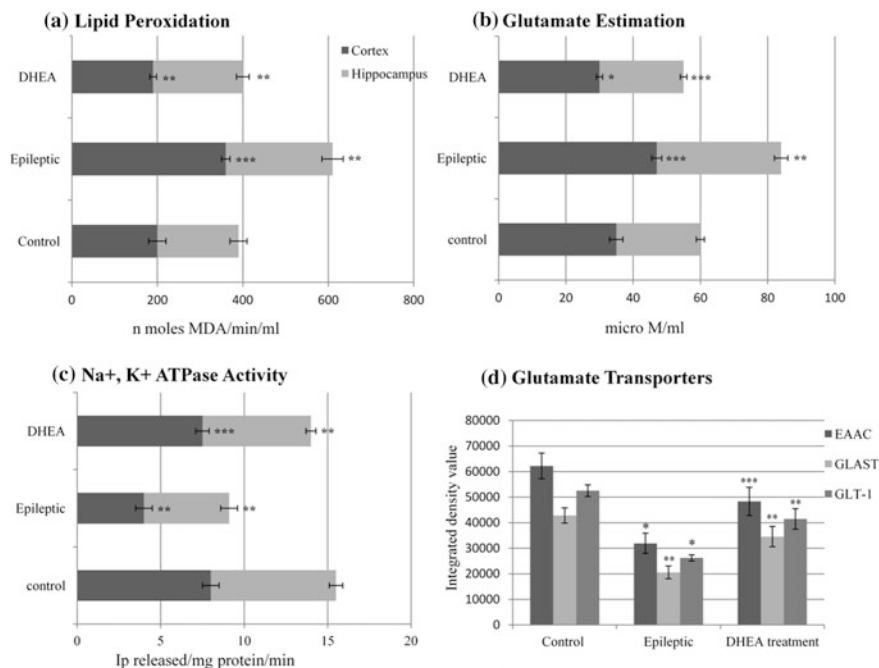 (a) Lipid Peroxidation
Cortex
Hippocampus
DHEA
**
**
Epileptic
***
**
Control
0
200
400
600
800
n moles MDA/min/ml
(b) Glutamate Estimation
DHEA
*
***
Epileptic
***
**
control
0
20
40
60
80
100
micro M/ml
(c) Na+, K+ ATPase Activity
DHEA
***
**
Epileptic
**
**
control
0
5
10
15
20
Ip released/mg protein/min
(d) Glutamate Transporters
Integrated density value
80000
70000
60000
50000
40000
30000
20000
10000
0
*
**
*
***
**
**
EAAC
GLAST
GLT-1
Control
Epileptic
DHEA treatment